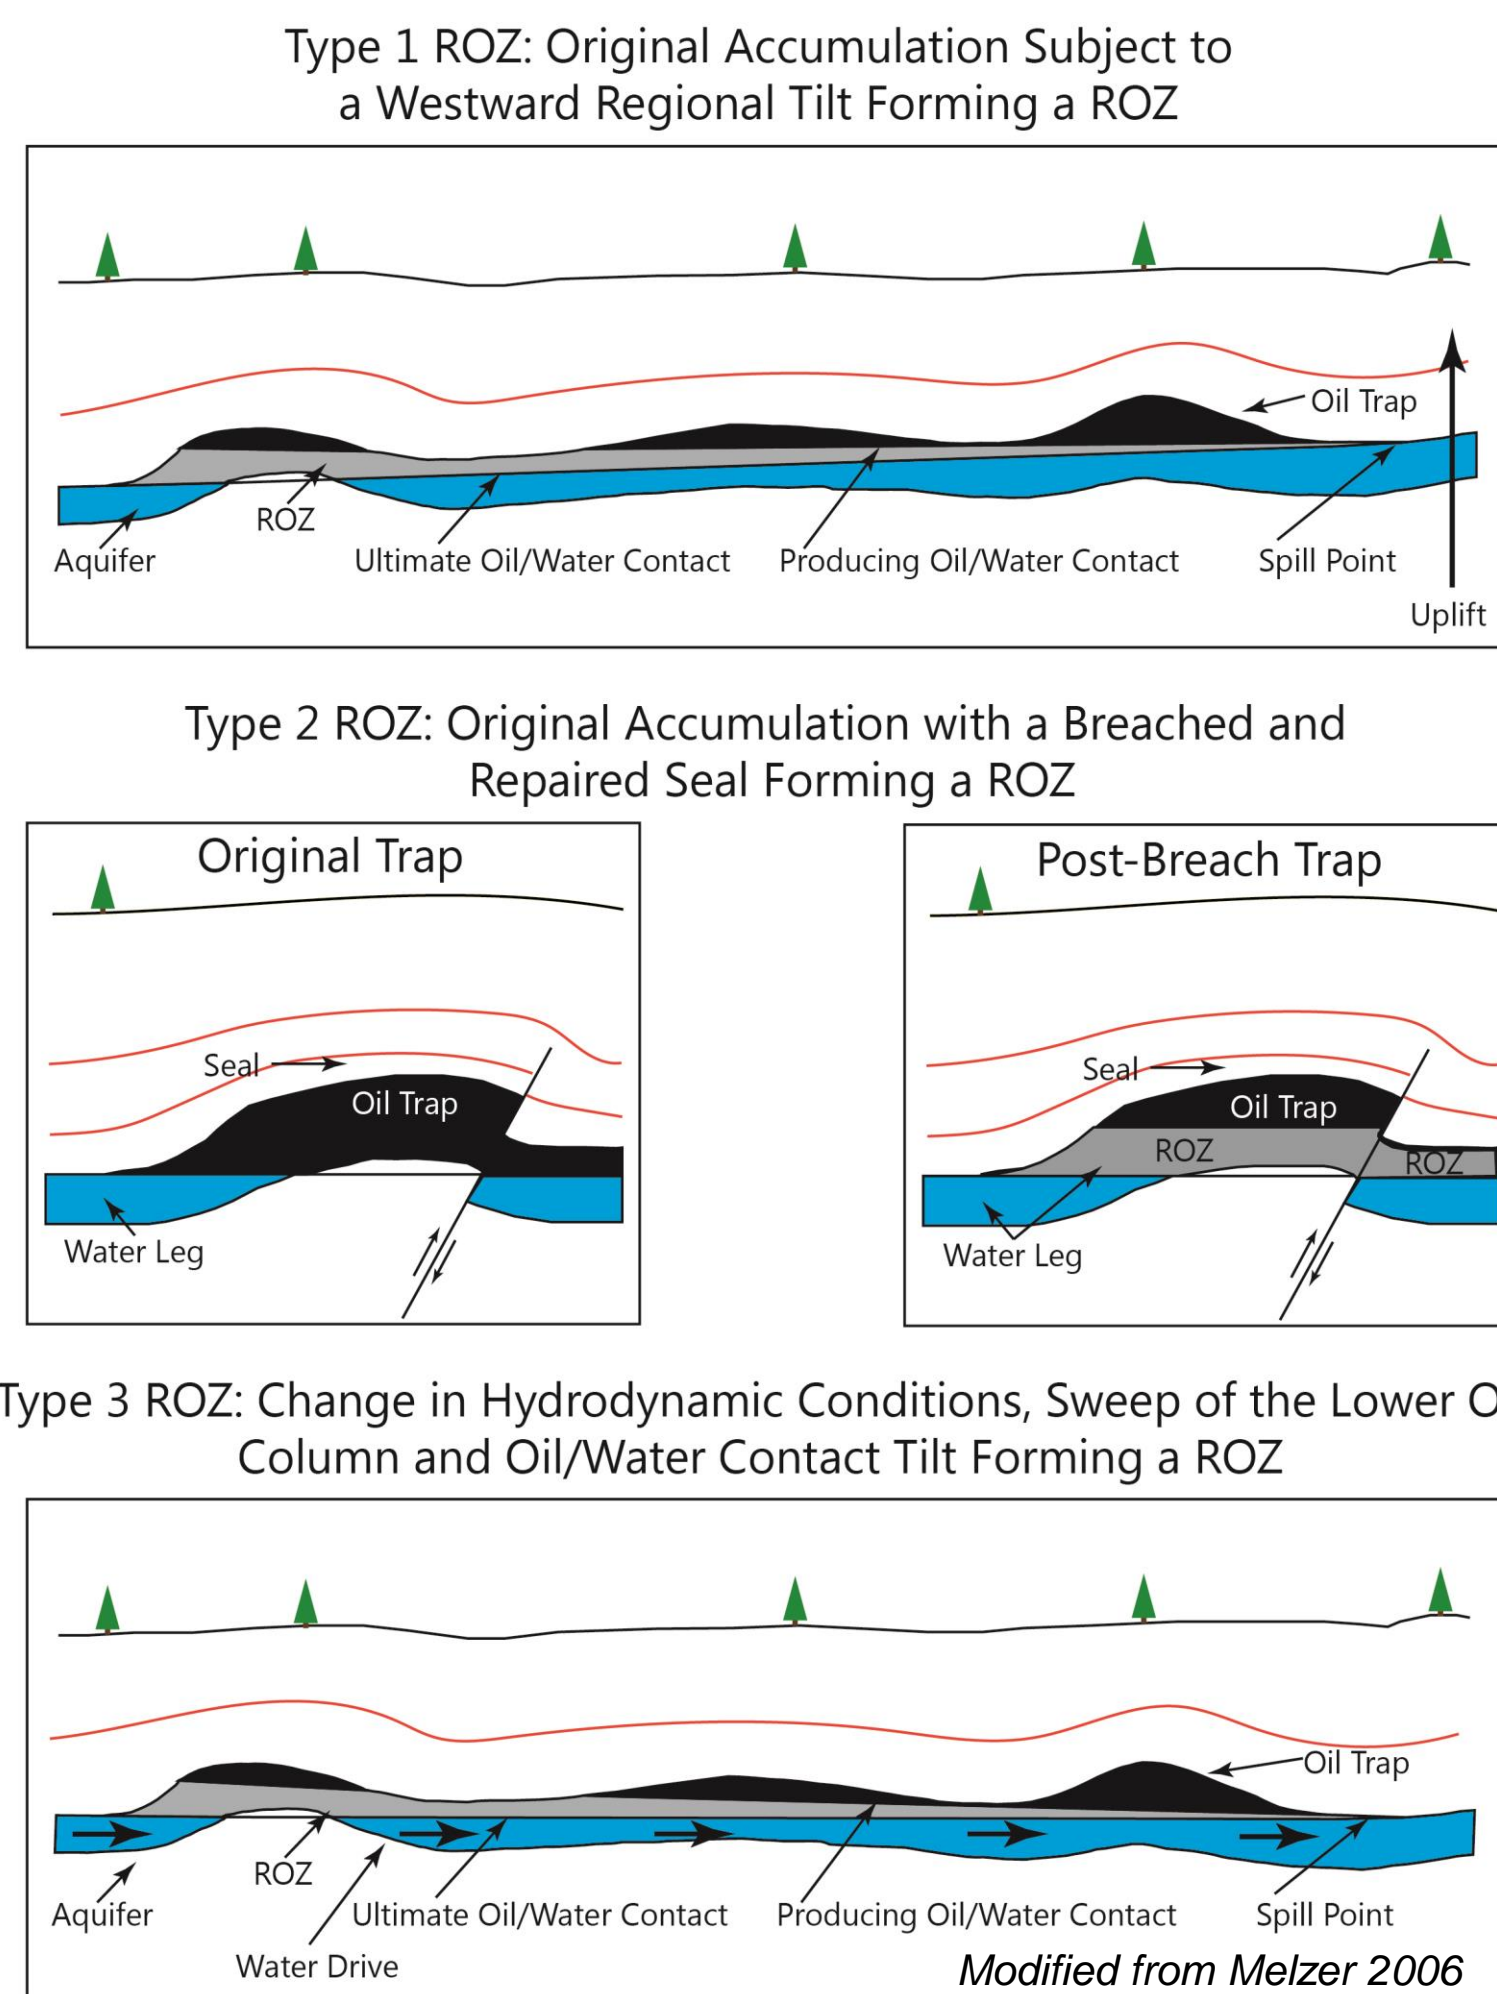 Type 1 ROZ: Original Accumulation Subject to
a Westward Regional Tilt Forming a ROZ
Oil Trap
ROZ
Aquifer
Ultimate Oil/Water Contact
Producing Oil/Water Contact
Spill Point
Uplift
Type 2 ROZ: Original Accumulation with a Breached and
Repaired Seal Forming a ROZ
Original Trap
Seal
Oil Trap
Water Leg
Post-Breach Trap
Seal
Oil Trap
ROZ
ROZ
Water Leg
Type 3 ROZ: Change in Hydrodynamic Conditions, Sweep of the Lower O
Column and Oil/Water Contact Tilt Forming a ROZ
Oil Trap
ROZ
Aquifer
Ultimate Oil/Water Contact
Producing Oil/Water Contact
Spill Point
Water Drive
Modified from Melzer 2006